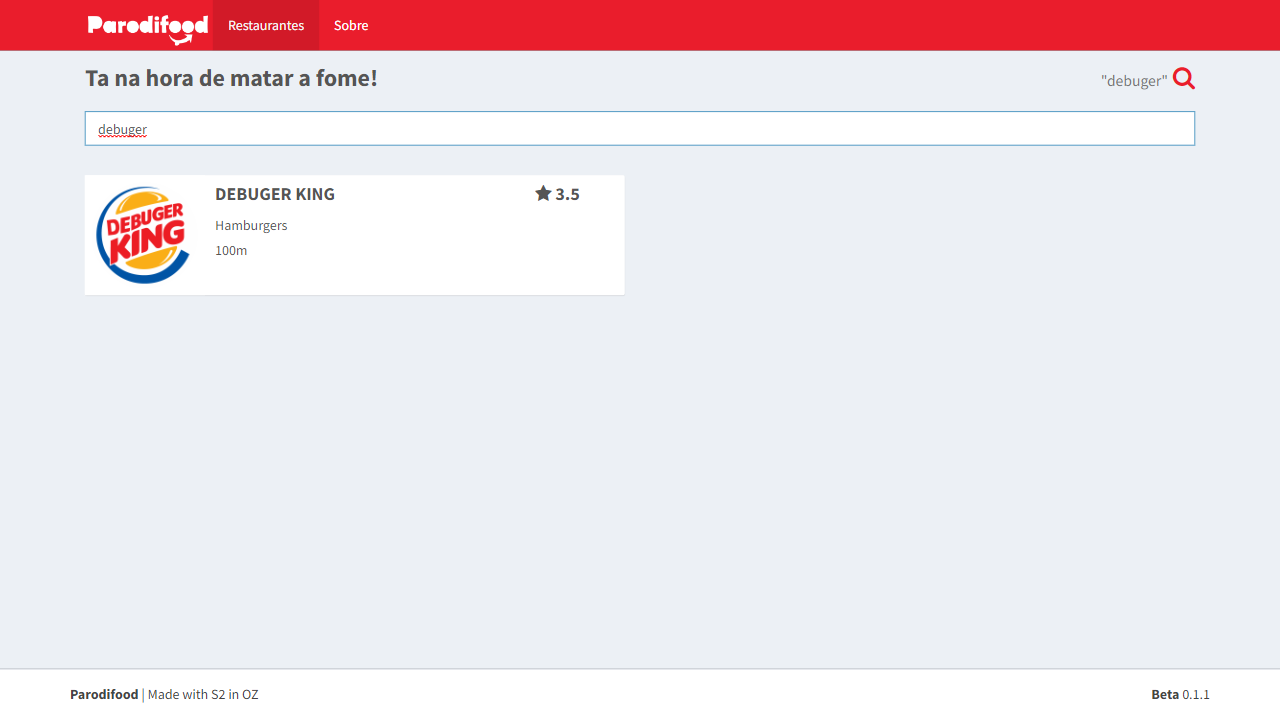 Parodifood Restaurantes Sobre
Ta na hora de matar a fome!
"debuger"
debuger
DEBUGER KING
DEBUGER KING
3.5
Hamburgers
100m
Parodifood | Made with S2 in OZ
Beta 0.1.1